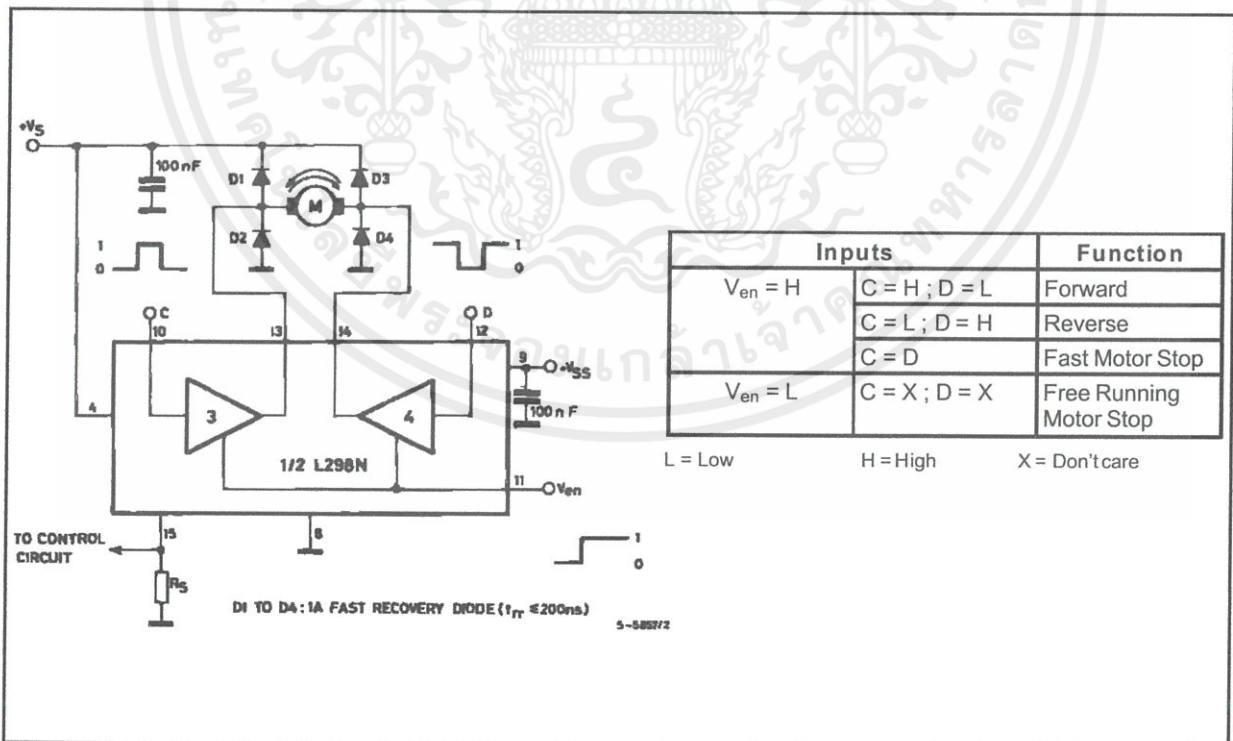 +VS
100nF
D1
D3
M
D2
D4
1
0
1
0
C
D
10
13
14
12
9
+VSS
4
3
4
100nF
1/2 L298N
11
Ven
15
8
TO CONTROL
CIRCUIT
RS
1
0
D1 TO D4 : 1A FAST RECOVERY DIODE (trr ≤ 200ns)
S-5857/2
Inputs Function
Ven = H C = H ; D = L Forward
C = L ; D = H Reverse
C = D Fast Motor Stop
Ven = L C = X ; D = X Free Running
Motor Stop
L = Low H = High X = Don't care